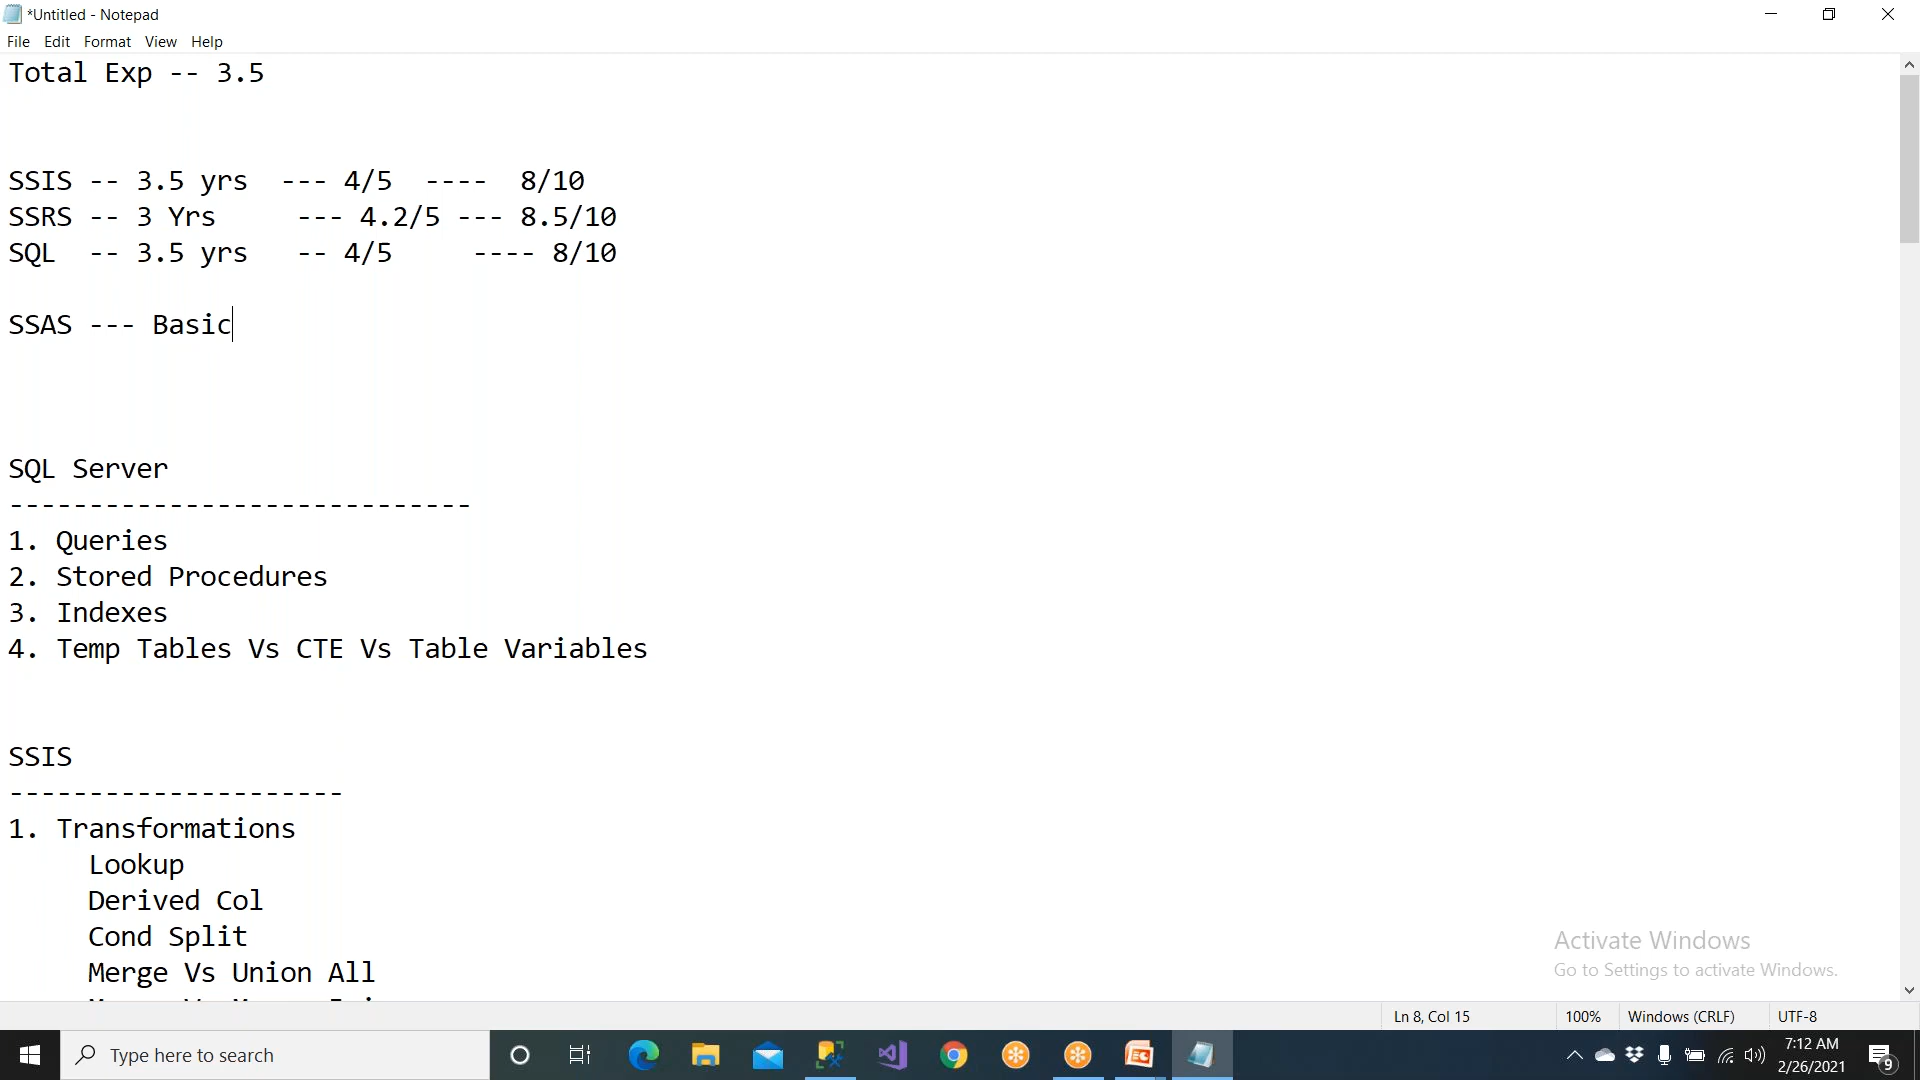 *Untitled - Notepad
File Edit Format View Help
Total Exp -- 3.5
SSIS -- 3.5 yrs  --- 4/5  ----  8/10
SSRS -- 3 Yrs     --- 4.2/5 --- 8.5/10
SQL  -- 3.5 yrs   -- 4/5     ---- 8/10
SSAS --- Basic
SQL Server
-----------------------------
1. Queries
2. Stored Procedures
3. Indexes
4. Temp Tables Vs CTE Vs Table Variables
SSIS
---------------------
1. Transformations
Lookup
Derived Col
Cond Split
Merge Vs Union All
Activate Windows
Go to Settings to activate Windows.
Ln 8, Col 15
100%
Windows (CRLF)
UTF-8
Type here to search
7:12 AM
2/26/2021
9